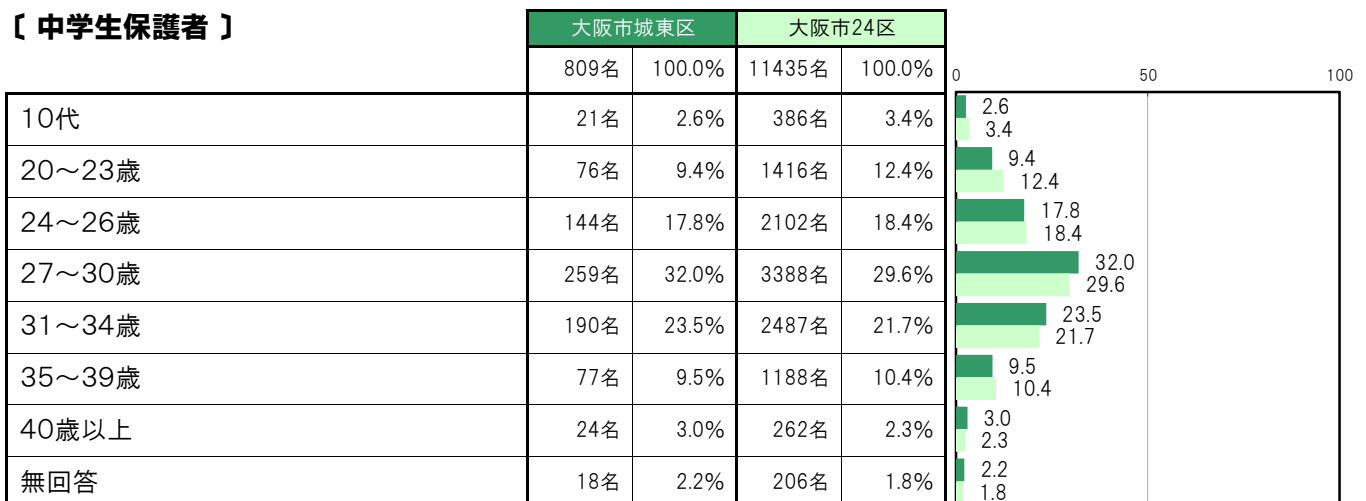 〔 中学生保護者 〕
大阪市城東区 大阪市24区
809名 100.0% 11435名 100.0% 0 50 100
10代 21名 2.6% 386名 3.4% 2.6
3.4
20～23歳 76名 9.4% 1416名 12.4% 9.4
12.4
24～26歳 144名 17.8% 2102名 18.4% 17.8
18.4
27～30歳 259名 32.0% 3388名 29.6% 32.0
29.6
31～34歳 190名 23.5% 2487名 21.7% 23.5
21.7
35～39歳 77名 9.5% 1188名 10.4% 9.5
10.4
40歳以上 24名 3.0% 262名 2.3% 3.0
2.3
無回答 18名 2.2% 206名 1.8% 2.2
1.8